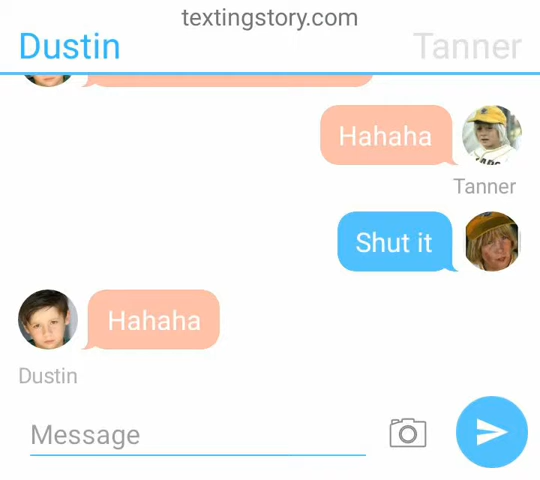 textingstory.com
Dustin
Tanner
Hahaha
Tanner
Shut it
Hahaha
Dustin
Message